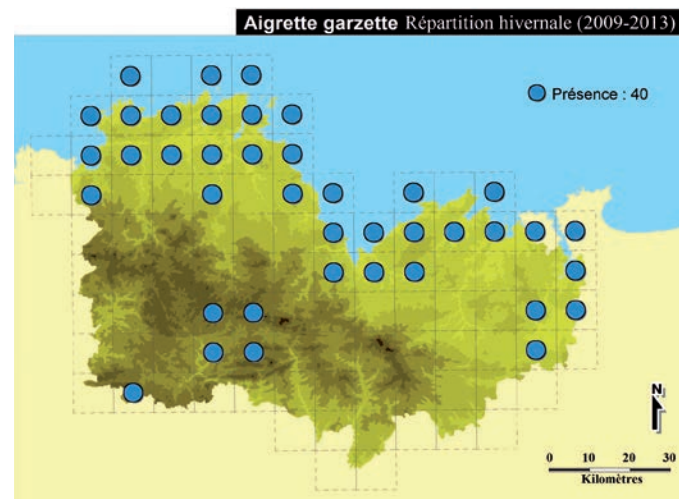 Aigrette garzette Répartition hivernale (2009-2013)
Présence : 40
N
0 10 20 30
Kilomètres